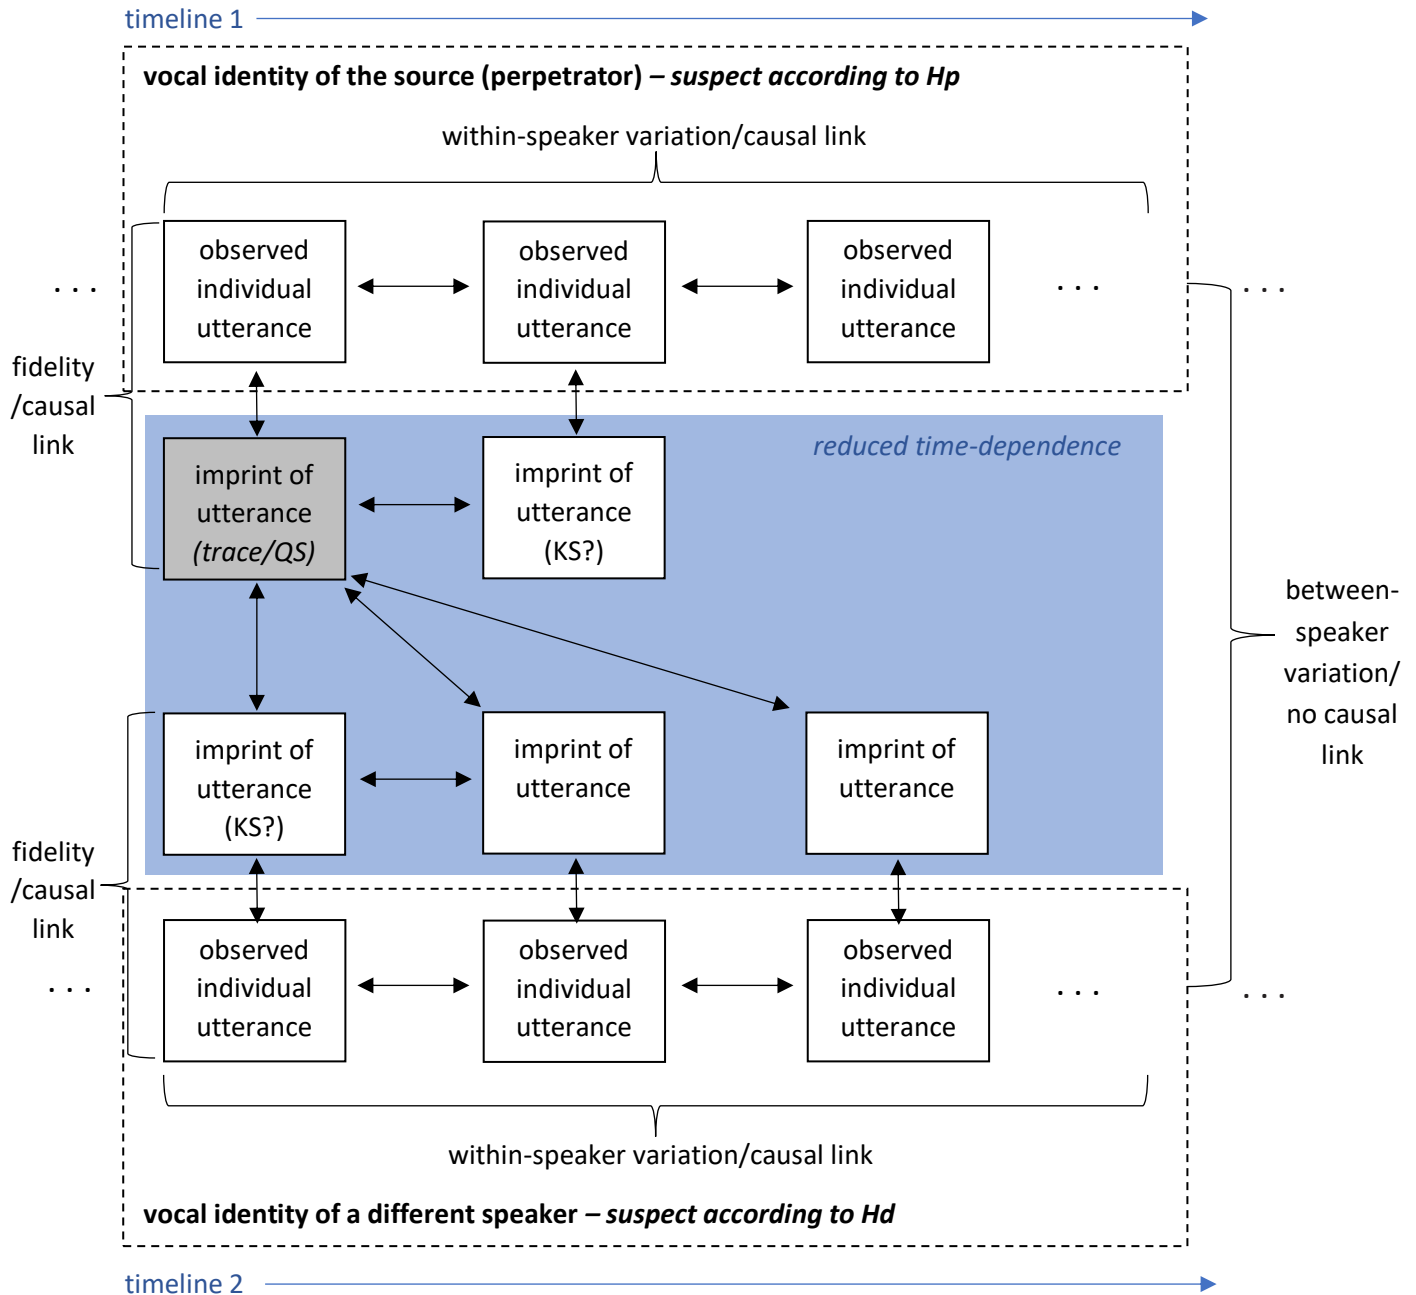 timeline 1
vocal identity of the source (perpetrator) – suspect according to Hp
within-speaker variation/causal link
observed
individual
utterance
observed
individual
utterance
observed
individual
utterance
. . .
. . .
. . .
fidelity
/causal
link
reduced time-dependence
imprint of
utterance
(trace/QS)
imprint of
utterance
(KS?)
between-
speaker
variation/
no causal
link
imprint of
utterance
(KS?)
imprint of
utterance
imprint of
utterance
fidelity
/causal
link
observed
individual
utterance
observed
individual
utterance
observed
individual
utterance
. . .
. . .
. . .
within-speaker variation/causal link
vocal identity of a different speaker – suspect according to Hd
timeline 2